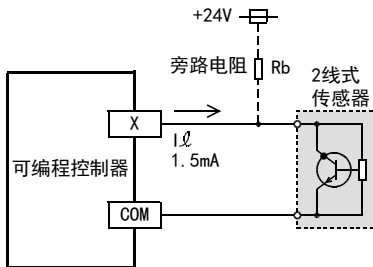 +24V
旁路电阻 Rb
2线式
传感器
X
Iℓ
1.5mA
可编程控制器
COM